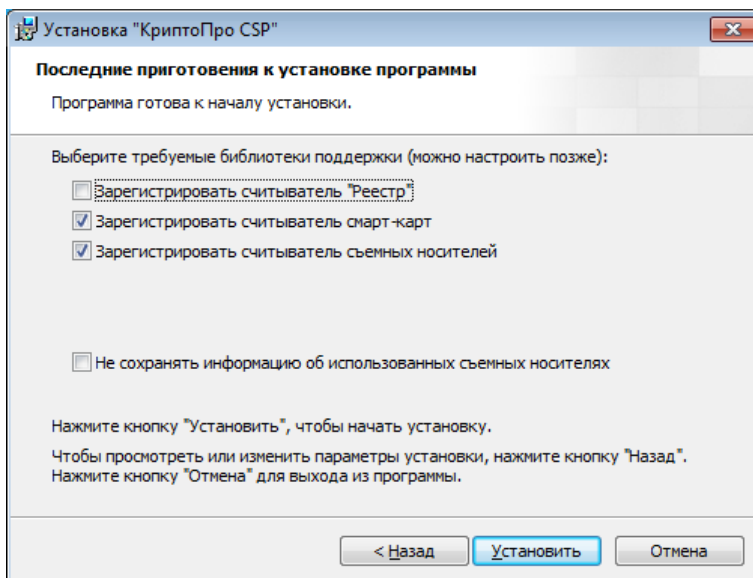 Установка "КриптоПро CSP"
Последние приготовения к установке программы
Программа готова к началу установки.
Выберите требуемые библиотеки поддержки (можно настроить позже):
Зарегистрировать считыватель "Реестр"
Зарегистрировать считыватель смарт-карт
Зарегистрировать считыватель съемных носителей
Не сохранять информацию об использованных съемных носителях
Нажмите кнопку "Установить", чтобы начать установку.
Чтобы просмотреть или изменить параметры установки, нажмите кнопку "Назад".
Нажмите кнопку "Отмена" для выхода из программы.
< Назад Установить Отмена